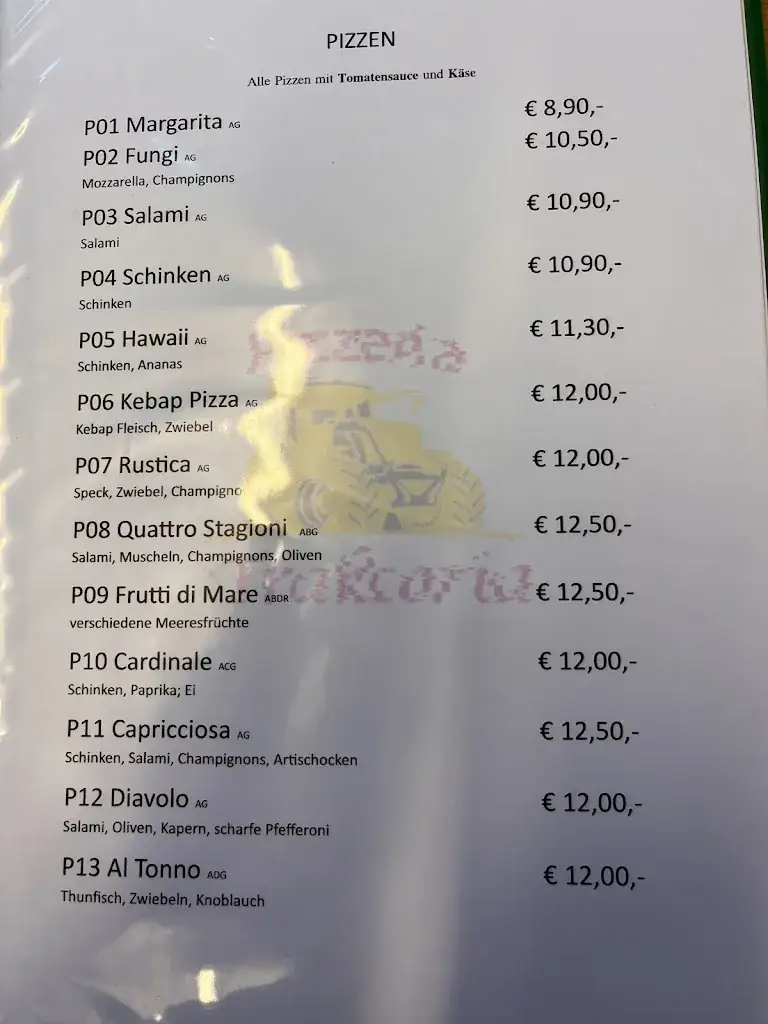 PIZZEN
Alle Pizzen mit Tomatensauce und Käse
P01 Margarita AG € 8,90,-
P02 Fungi AG € 10,50,-
Mozzarella, Champignons
P03 Salami AG € 10,90,-
Salami
P04 Schinken AG € 10,90,-
Schinken
P05 Hawaii AG € 11,30,-
Schinken, Ananas
Pizzeria
P06 Kebap Pizza AG € 12,00,-
Kebap Fleisch, Zwiebel
P07 Rustica AG € 12,00,-
Speck, Zwiebel, Champigno
P08 Quattro Stagioni ABG € 12,50,-
Salami, Muscheln, Champignons, Oliven
Traktoria
P09 Frutti di Mare ABDR € 12,50,-
verschiedene Meeresfrüchte
P10 Cardinale ACG € 12,00,-
Schinken, Paprika; Ei
P11 Capricciosa AG € 12,50,-
Schinken, Salami, Champignons, Artischocken
P12 Diavolo AG € 12,00,-
Salami, Oliven, Kapern, scharfe Pfefferoni
P13 Al Tonno ADG € 12,00,-
Thunfisch, Zwiebeln, Knoblauch